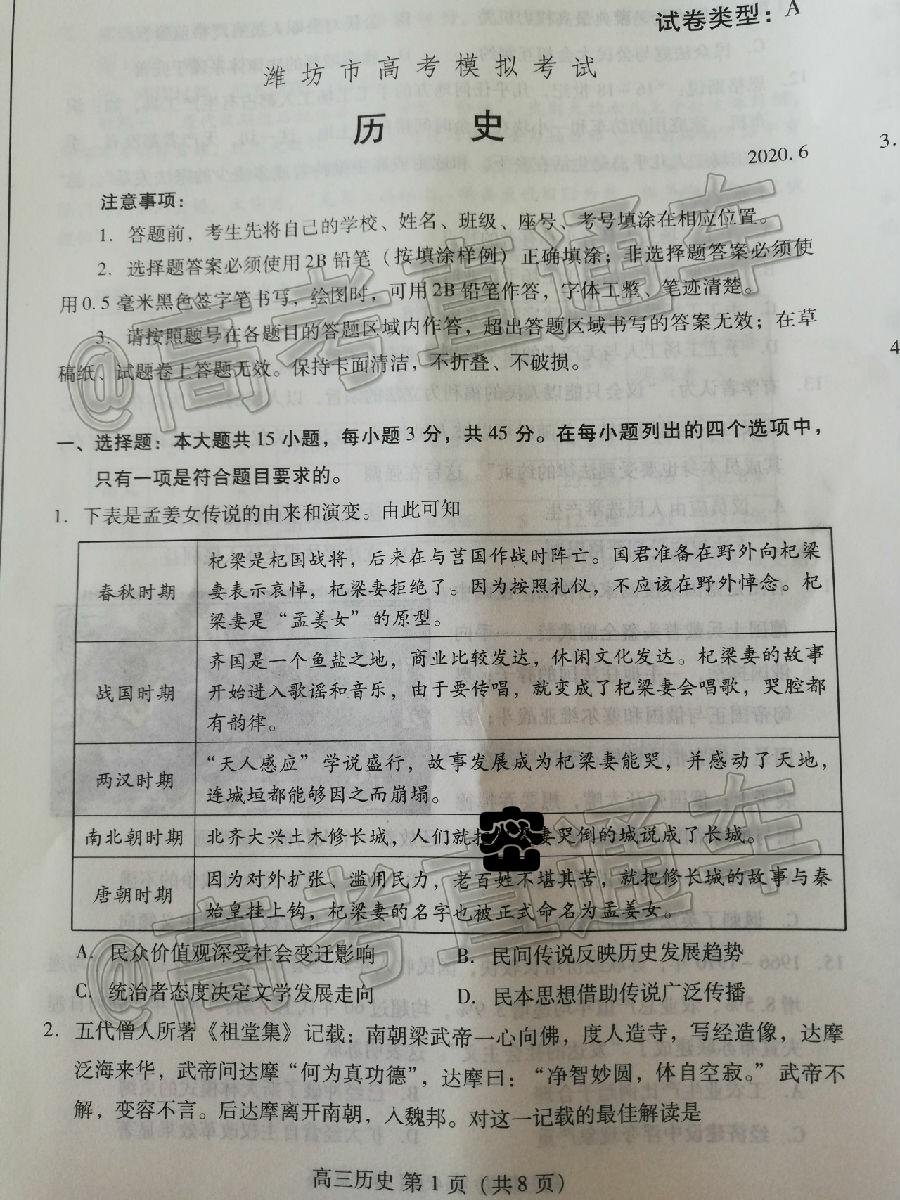 试卷类型：A
潍坊市高考模拟考试
历 史
2020.6
3.
注意事项：
1. 答题前，考生先将自己的学校、姓名、班级、座号、考号填涂在相应位置。
2. 选择题答案必须使用2B铅笔（按填涂样例）正确填涂；非选择题答案必须使
用0.5毫米黑色签字笔书写，绘图时，可用2B铅笔作答，字体工整、笔迹清楚。
3. 请按照题号在各题目的答题区域内作答，超出答题区域书写的答案无效；在草
4
稿纸、试题卷上答题无效。保持卡面清洁，不折叠、不破损。
@高考直通车
一、选择题：本大题共15小题，每小题3分，共45分。在每小题列出的四个选项中，
只有一项是符合题目要求的。
1. 下表是孟姜女传说的由来和演变。由此可知
春秋时期
杞梁是杞国战将，后来在与莒国作战时阵亡。国君准备在野外向杞梁
妻表示哀悼，杞梁妻拒绝了。因为按照礼仪，不应该在野外悼念。杞
梁妻是“孟姜女”的原型。
战国时期
齐国是一个鱼盐之地，商业比较发达，休闲文化发达。杞梁妻的故事
开始进入歌谣和音乐，由于要传唱，就变成了杞梁妻会唱歌，哭腔都
有韵律。
两汉时期
“天人感应”学说盛行，故事发展成为杞梁妻能哭，并感动了天地，
连城垣都能够因之而崩塌。
南北朝时期
北齐大兴土木修长城，人们就把妻哭倒的城说成了长城。
唐朝时期
因为对外扩张、滥用民力，老百姓不堪其苦，就把修长城的故事与秦
始皇挂上钩，杞梁妻的名字也被正式命名为孟姜女。
@高考直通车
A. 民众价值观深受社会变迁影响 B. 民间传说反映历史发展趋势
C. 统治者态度决定文学发展走向 D. 民本思想借助传说广泛传播
2. 五代僧人所著《祖堂集》记载：南朝梁武帝一心向佛，度人造寺，写经造像，达摩
泛海来华，武帝问达摩“何为真功德”，达摩曰：“净智妙圆，体自空寂。”武帝不
解，变容不言。后达摩离开南朝，入魏邦。对这一记载的最佳解读是
高三历史 第1页（共8页）